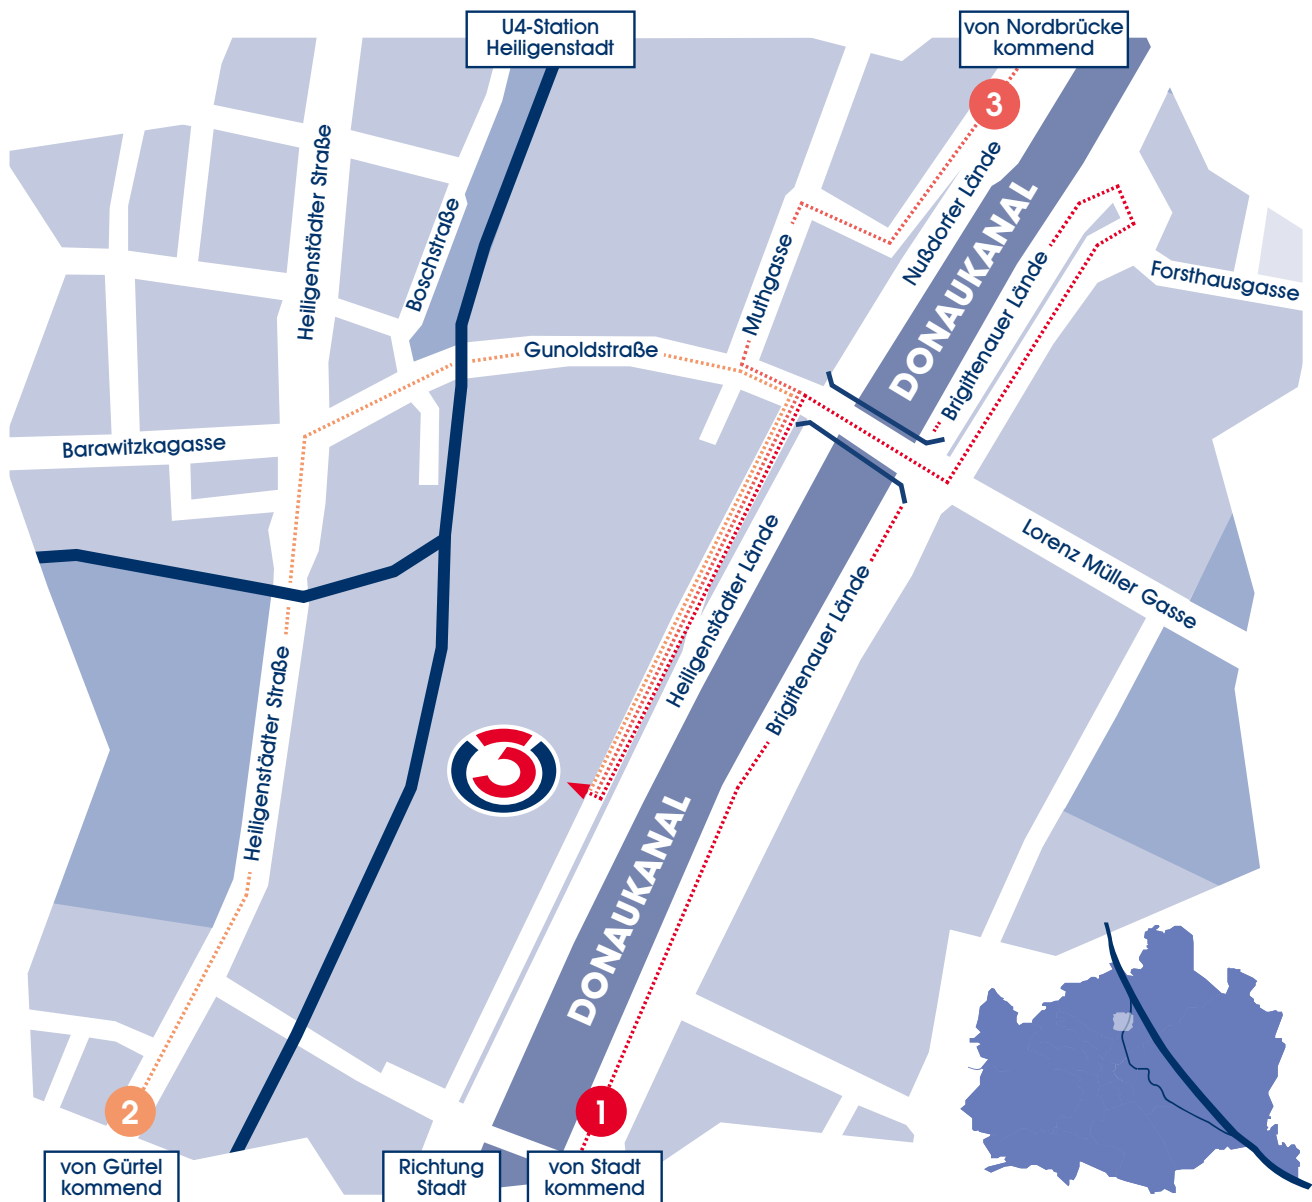 U4-Station
Heiligenstadt
von Nordbrücke
kommend
3
Heiligenstädter Straße
Boschstraße
Muthgasse
Nußdorfer Lände
DONAUKANAL
Brigittenauer Lände
Forsthausgasse
Gunoldstraße
Barawitzkagasse
Heiligenstädter Lände
Lorenz Müller Gasse
Brigittenauer Lände
Heiligenstädter Straße
3
DONAUKANAL
2
1
von Gürtel
kommend
Richtung
Stadt
von Stadt
kommend